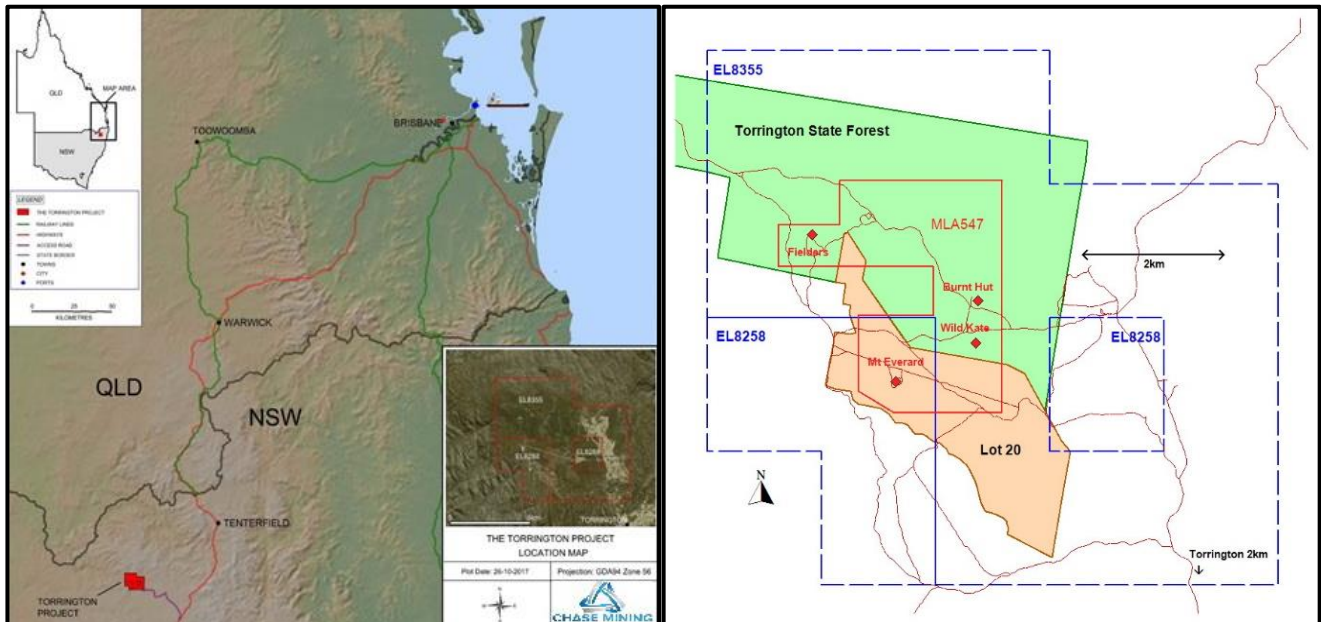 QLD
MAP AREA
NSW
LEGEND
THE TORRINGTON PROJECT
RAILWAY LINES
HIGHWAYS
ACCESS ROAD
STATE BORDER
TOWNS
CITY
PORTS
0 25 50
KILOMETRES
TOOWOOMBA
BRISBANE
WARWICK
QLD
NSW
TENTERFIELD
TORRINGTON
PROJECT
EL8355
TORRINGTON
THE TORRINGTON PROJECT
LOCATION MAP
Plot Date: 26-10-2017
Projection: GDA94 Zone 56
CHASE MINING
EL8355
Torrington State Forest
MLA547
Fielders
2km
Burnt Hut
Wild Kate
EL8258
EL8258
Mt Everard
Lot 20
N
Torrington 2km